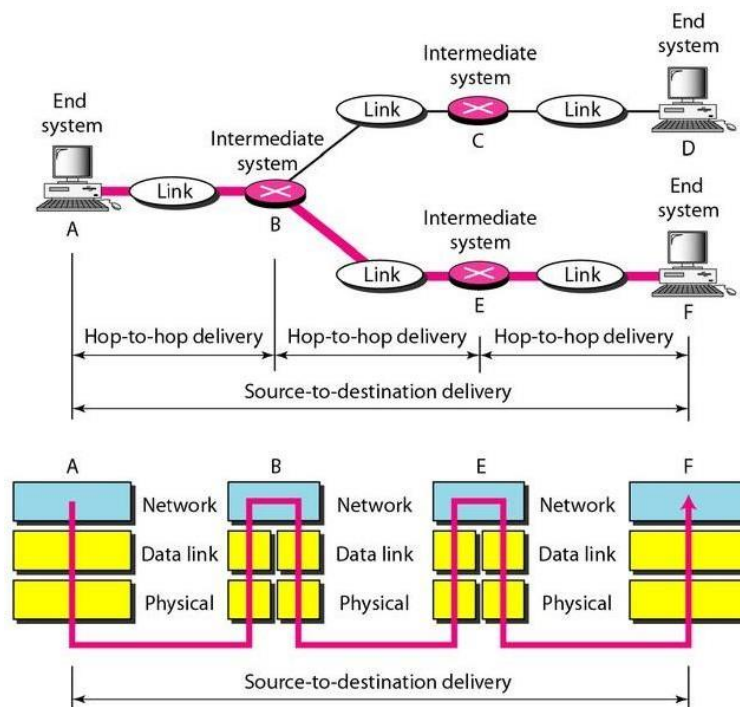 End
system
Intermediate
system
Link
Link
D
End
system
A
Link
Intermediate
system
B
C
End
system
Intermediate
system
Link
Link
E
F
Hop-to-hop delivery
Hop-to-hop delivery
Hop-to-hop delivery
Source-to-destination delivery
A
B
E
F
Network
Network
Network
Data link
Data link
Data link
Physical
Physical
Physical
Source-to-destination delivery